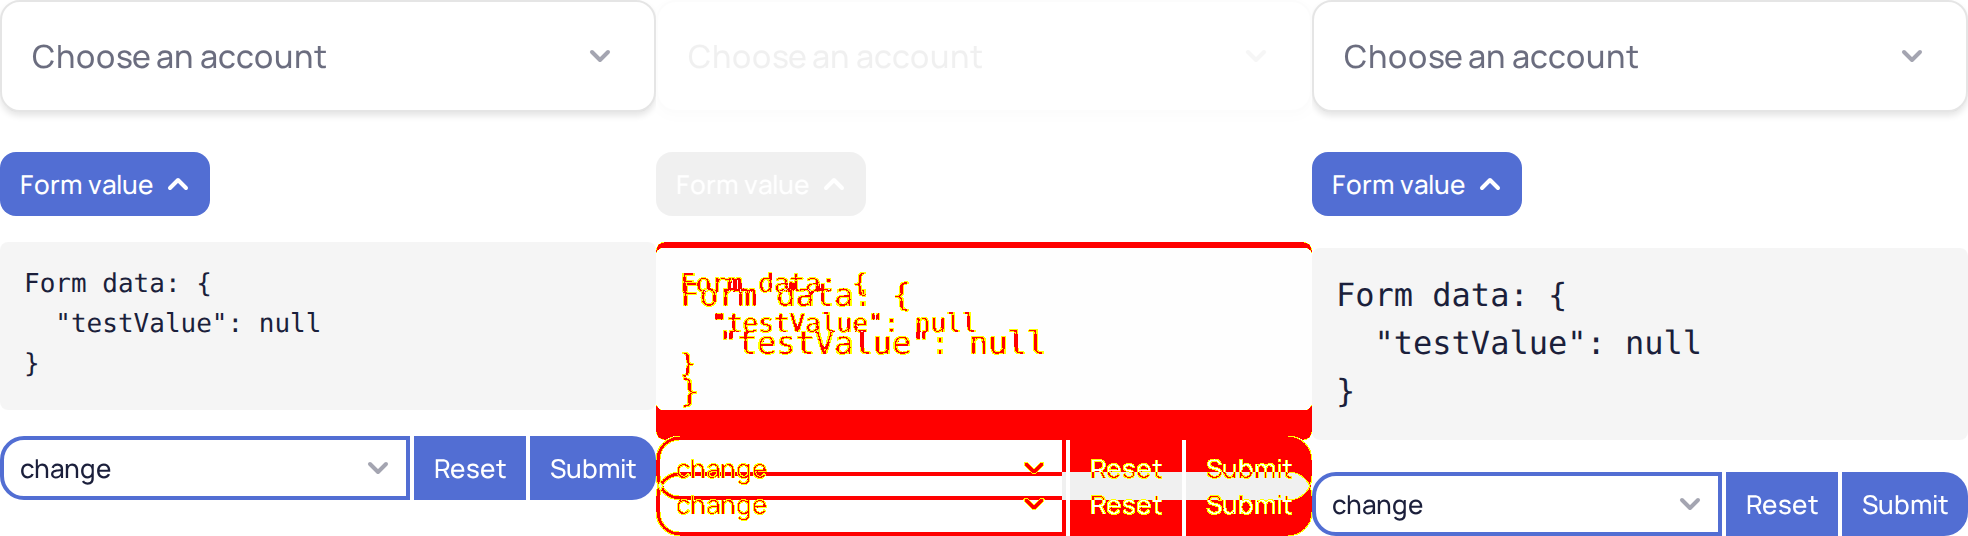 Choose an account
Choose an account
Choose an account
Form value
Form value
Form value
Form data: {
"testValue": null
}
Form data: {
Form data: {
"testValue": null
"testValue": null
}
}
Form data: {
"testValue": null
}
change Reset Submit
change Reset Submit
change Reset Submit
change Reset Submit